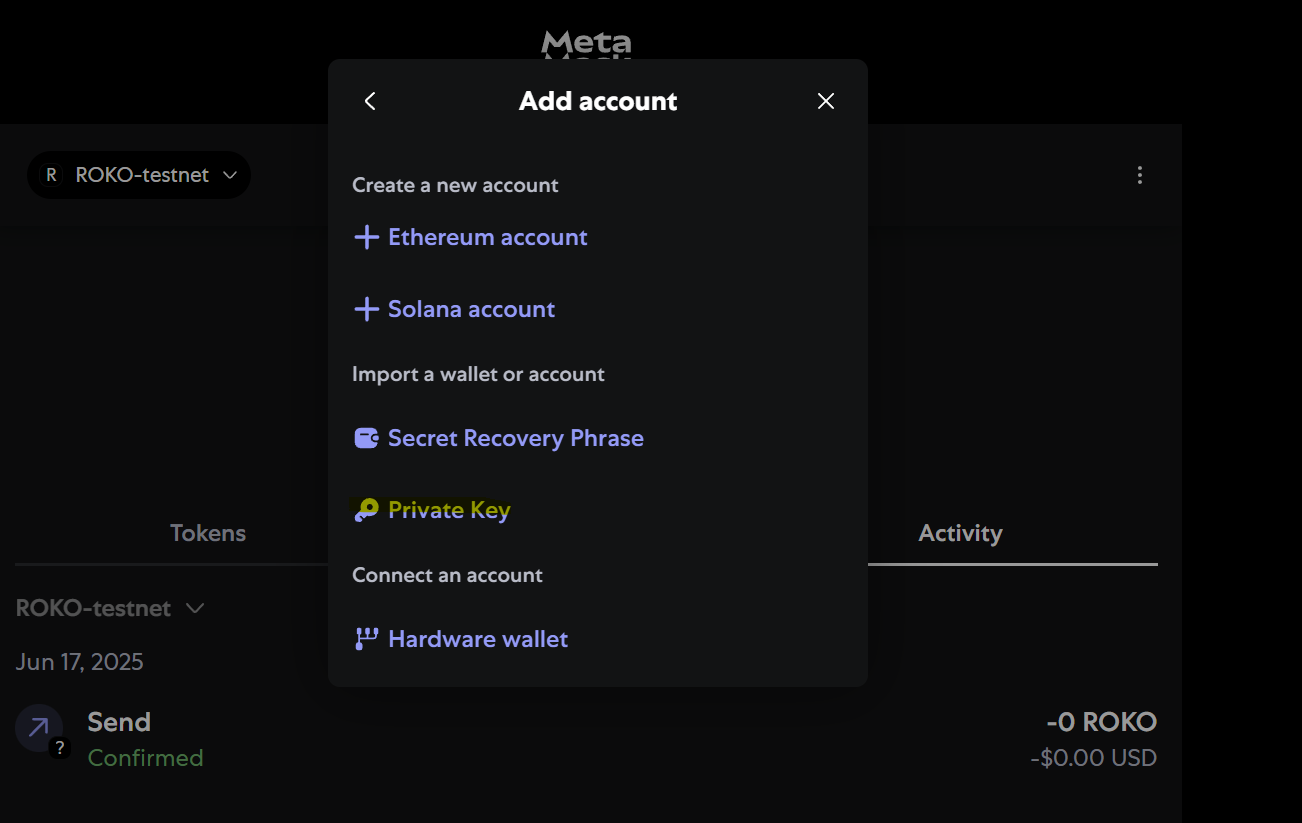 Meta
Add account
R ROKO-testnet
Create a new account
Ethereum account
Solana account
Import a wallet or account
Secret Recovery Phrase
Private Key
Tokens
Activity
Connect an account
ROKO-testnet
Hardware wallet
Jun 17, 2025
Send
-0 ROKO
?
Confirmed
-$0.00 USD